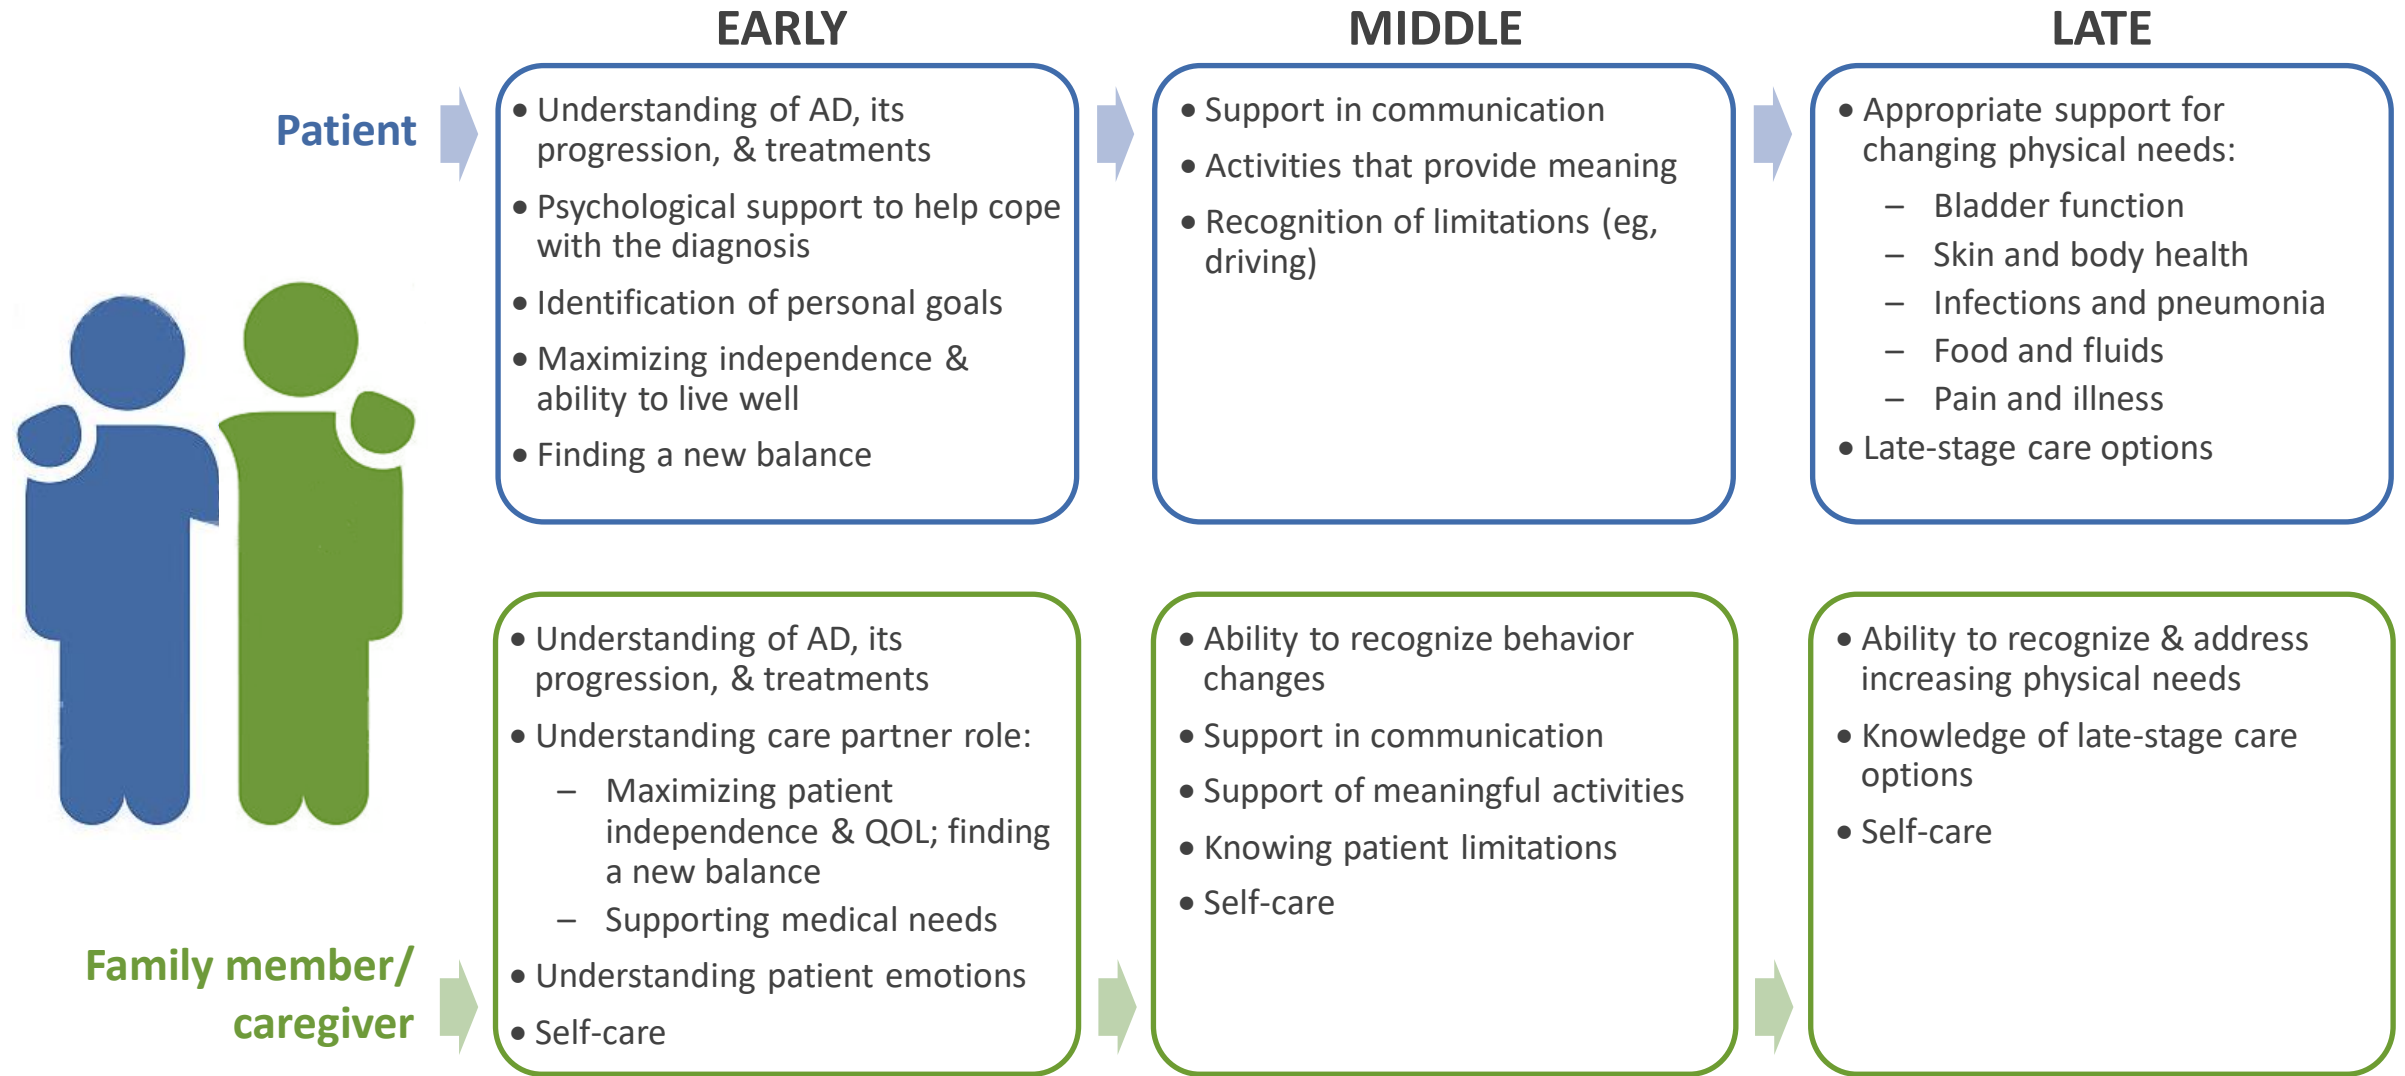 EARLY
MIDDLE
LATE
Patient
• Understanding of AD, its
progression, & treatments
• Psychological support to help cope
with the diagnosis
• Identification of personal goals
• Maximizing independence &
ability to live well
• Finding a new balance
• Support in communication
• Activities that provide meaning
• Recognition of limitations (eg,
driving)
• Appropriate support for
changing physical needs:
– Bladder function
– Skin and body health
– Infections and pneumonia
– Food and fluids
– Pain and illness
• Late-stage care options
Family member/
caregiver
• Understanding of AD, its
progression, & treatments
• Understanding care partner role:
– Maximizing patient
independence & QOL; finding
a new balance
– Supporting medical needs
• Understanding patient emotions
• Self-care
• Ability to recognize behavior
changes
• Support in communication
• Support of meaningful activities
• Knowing patient limitations
• Self-care
• Ability to recognize & address
increasing physical needs
• Knowledge of late-stage care
options
• Self-care